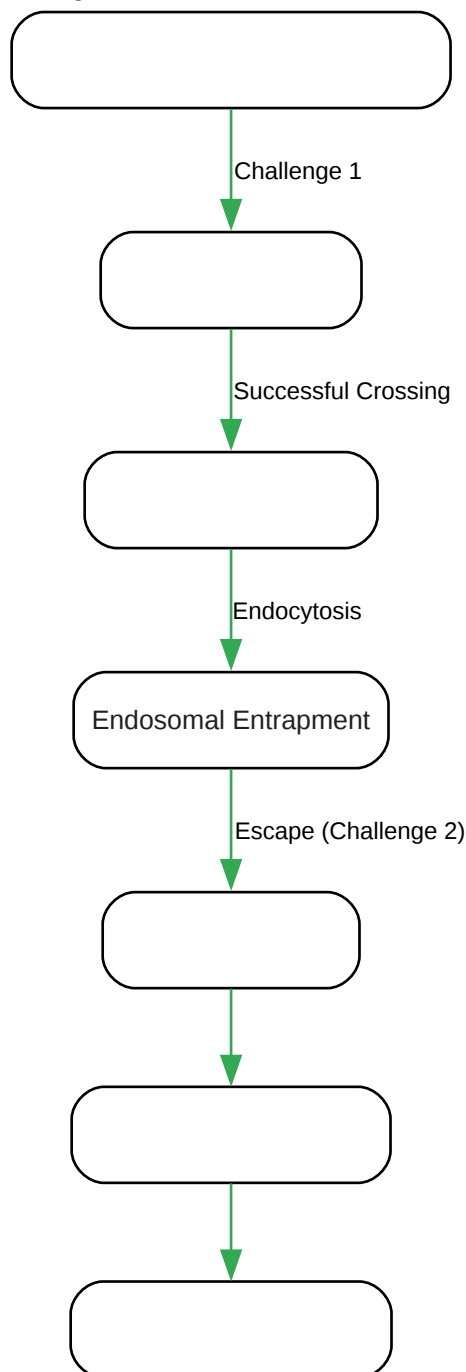 Challenge 1
Successful Crossing
Endocytosis
Endosomal Entrapment
Escape (Challenge 2)